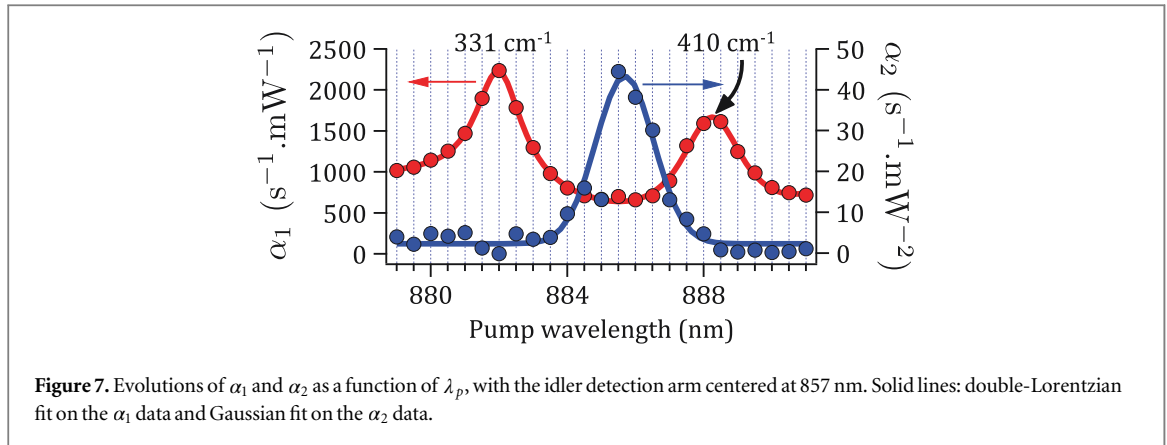 331 cm⁻¹ 410 cm⁻¹
α₁ (s⁻¹.mW⁻¹)
2500
2000
1500
1000
500
0
50
40
30
20
10
0
α₂ (s⁻¹.mW⁻²)
880 884 888
Pump wavelength (nm)
Figure 7. Evolutions of α₁ and α₂ as a function of λₚ, with the idler detection arm centered at 857 nm. Solid lines: double-Lorentzian
fit on the α₁ data and Gaussian fit on the α₂ data.